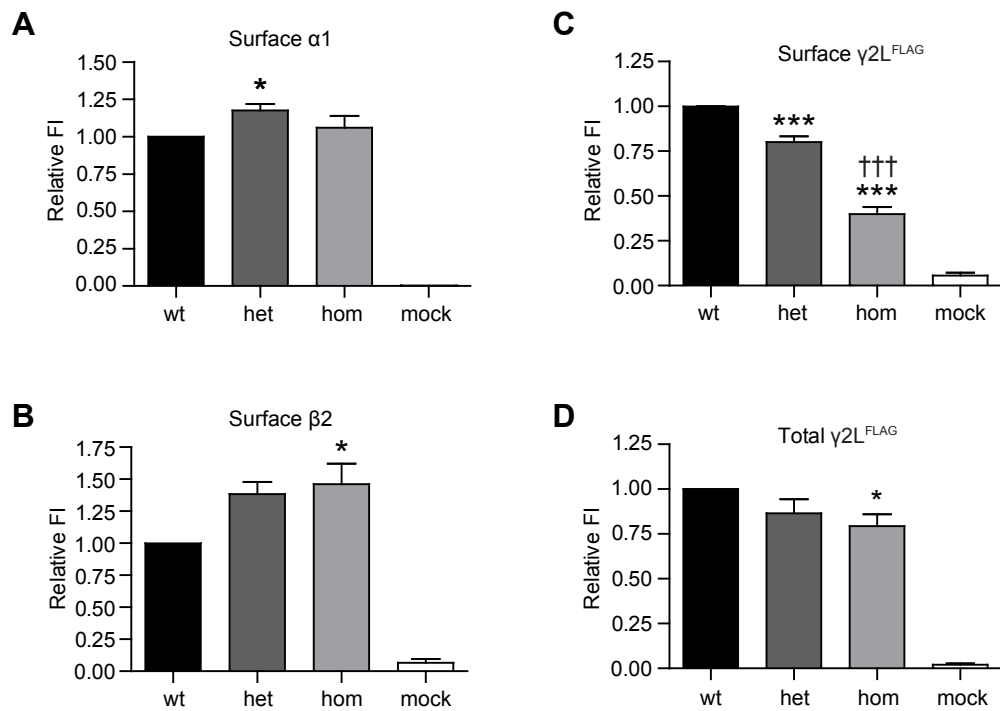 A
Surface α1
Relative FI
1.50
1.25
1.00
0.75
0.50
0.25
0.00
*
wt het hom mock
B
Surface β2
Relative FI
1.75
1.50
1.25
1.00
0.75
0.50
0.25
0.00
*
wt het hom mock
C
Surface γ2L^FLAG
Relative FI
1.25
1.00
0.75
0.50
0.25
0.00
***
†††
***
wt het hom mock
D
Total γ2L^FLAG
Relative FI
1.25
1.00
0.75
0.50
0.25
0.00
*
wt het hom mock